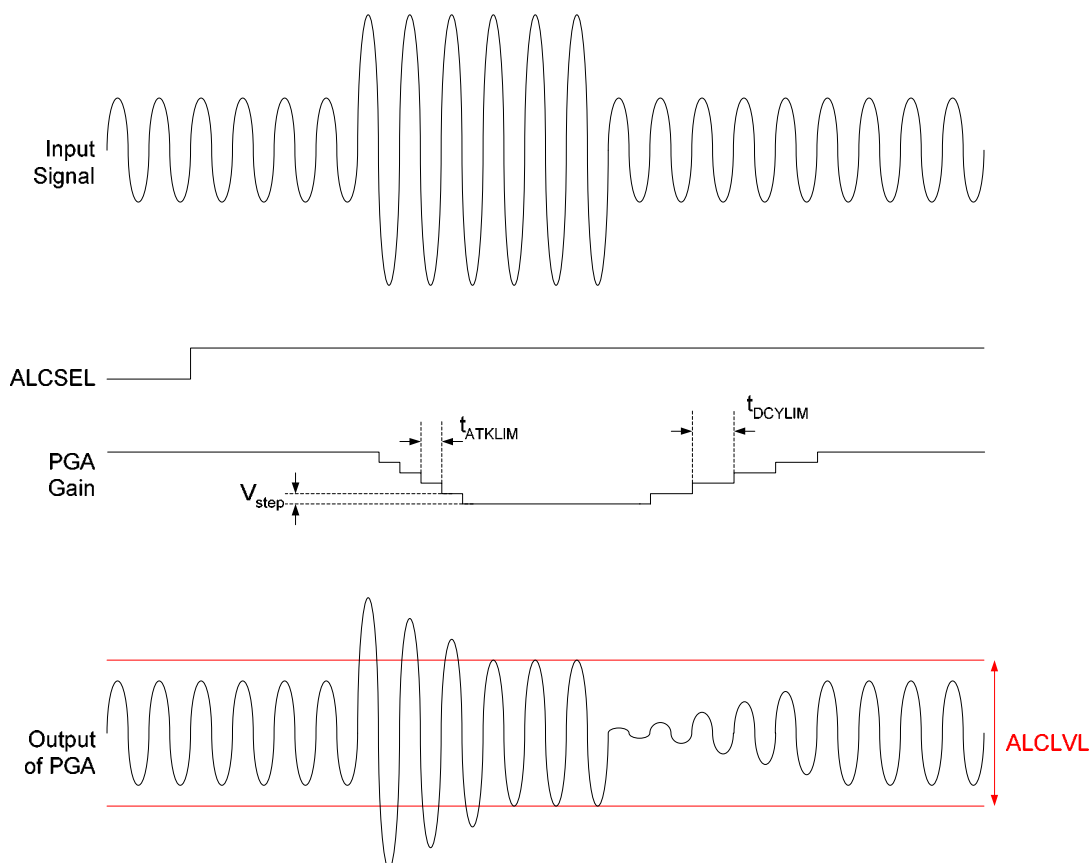 Input
Signal
ALCSEL
tATKLIM
tDCYLIM
PGA
Gain
Vstep
Output
of PGA
ALCLVL